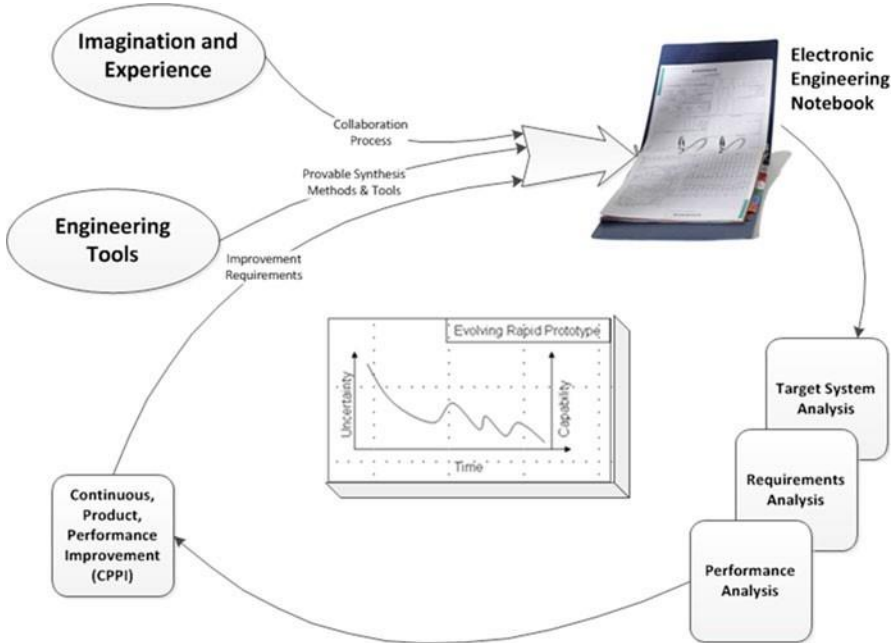 Imagination and
Experience
Electronic
Engineering
Notebook
Collaboration
Process
Provable Synthesis
Methods & Tools
Engineering
Tools
Improvement
Requirements
Evolving Rapid Prototype
Uncertainty
Capability
Time
Target System
Analysis
Requirements
Analysis
Performance
Analysis
Continuous,
Product,
Performance
Improvement
(CPPI)